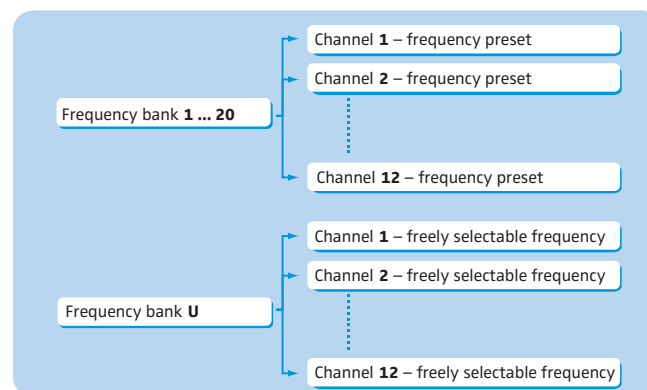 Channel 1 – frequency preset
Channel 2 – frequency preset
Frequency bank 1 ... 20
Channel 12 – frequency preset
Channel 1 – freely selectable frequency
Channel 2 – freely selectable frequency
Frequency bank U
Channel 12 – freely selectable frequency